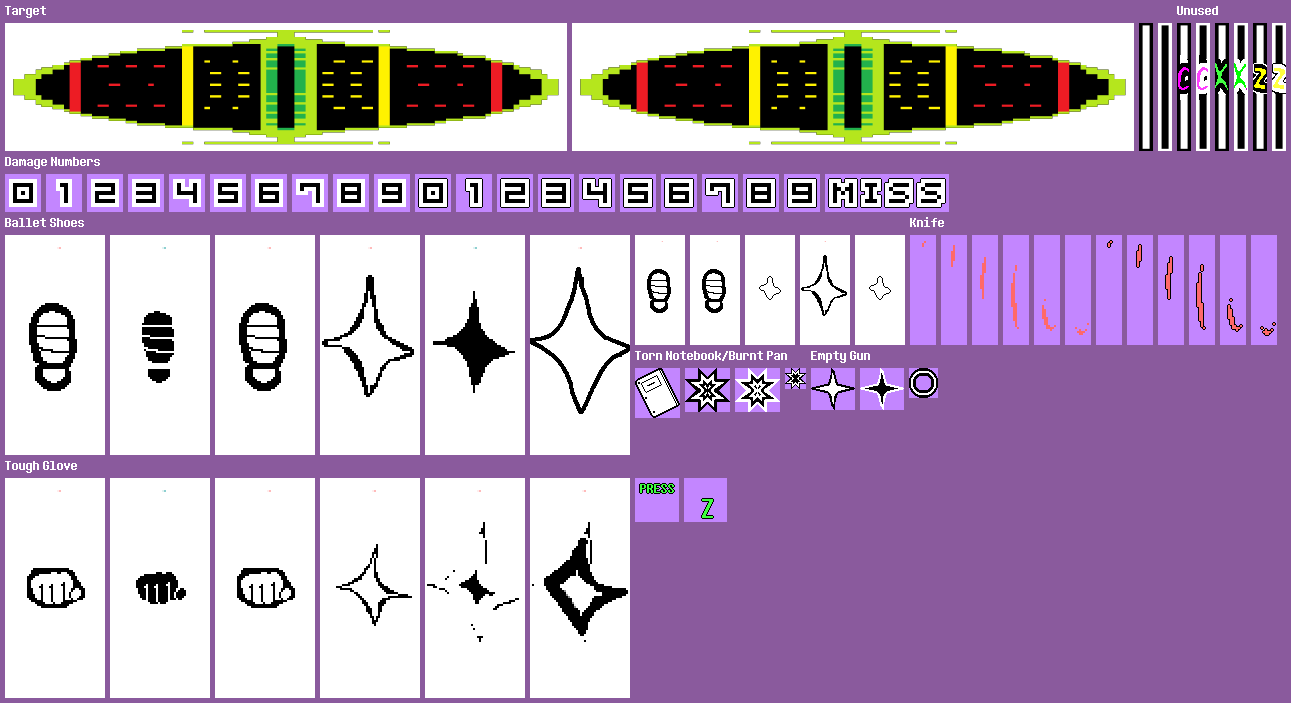 Target
Unused
C C X X Z Z
Damage Numbers
0 1 2 3 4 5 6 7 8 9 0 1 2 3 4 5 6 7 8 9 MISS
Ballet Shoes
Knife
Torn Notebook/Burnt Pan
Empty Gun
Tough Glove
PRESS
Z